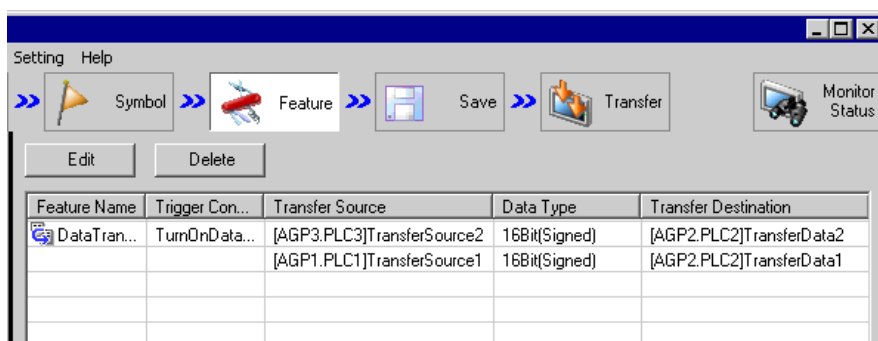 Setting Help
Symbol Feature Save Transfer Monitor Status
Edit Delete
Feature Name Trigger Con... Transfer Source Data Type Transfer Destination
DataTran... TurnOnData... [AGP3.PLC3]TransferSource2 16Bit(Signed) [AGP2.PLC2]TransferData2
[AGP1.PLC1]TransferSource1 16Bit(Signed) [AGP2.PLC2]TransferData1